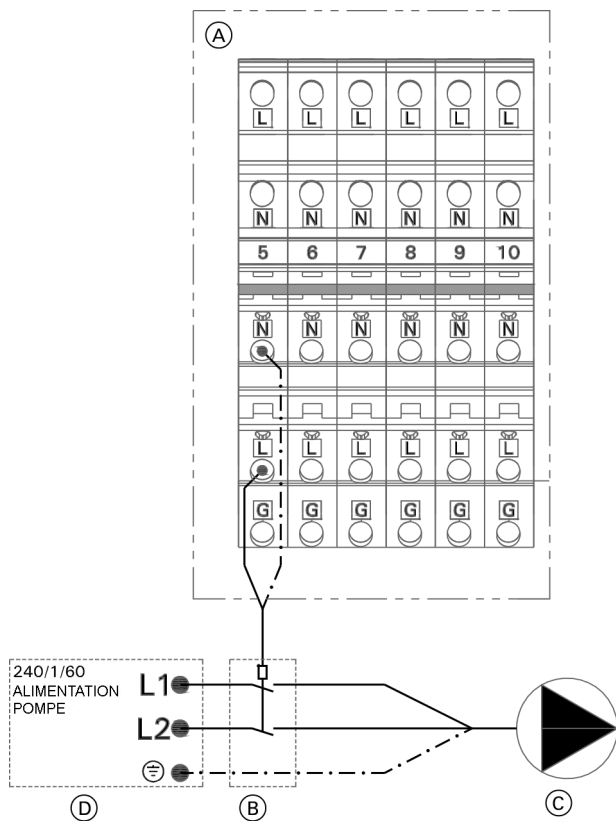 A
L L L L L L
N N N N N N
5 6 7 8 9 10
N N N N N N
L L L L L L
G G G G G G
240/1/60
ALIMENTATION
POMPE
L1
L2
D
B
C